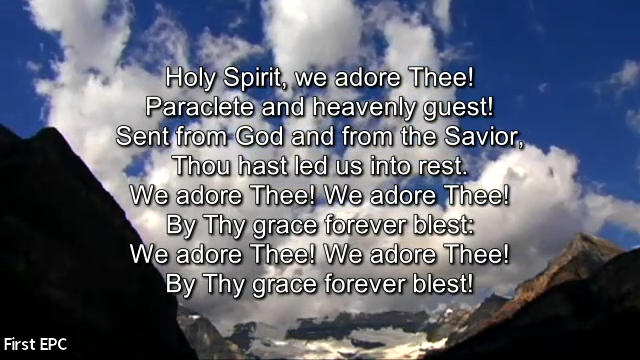 Holy Spirit, we adore Thee!
Paraclete and heavenly guest!
Sent from God and from the Savior,
Thou hast led us into rest.
We adore Thee! We adore Thee!
By Thy grace forever blest:
We adore Thee! We adore Thee!
By Thy grace forever blest!
First EPC